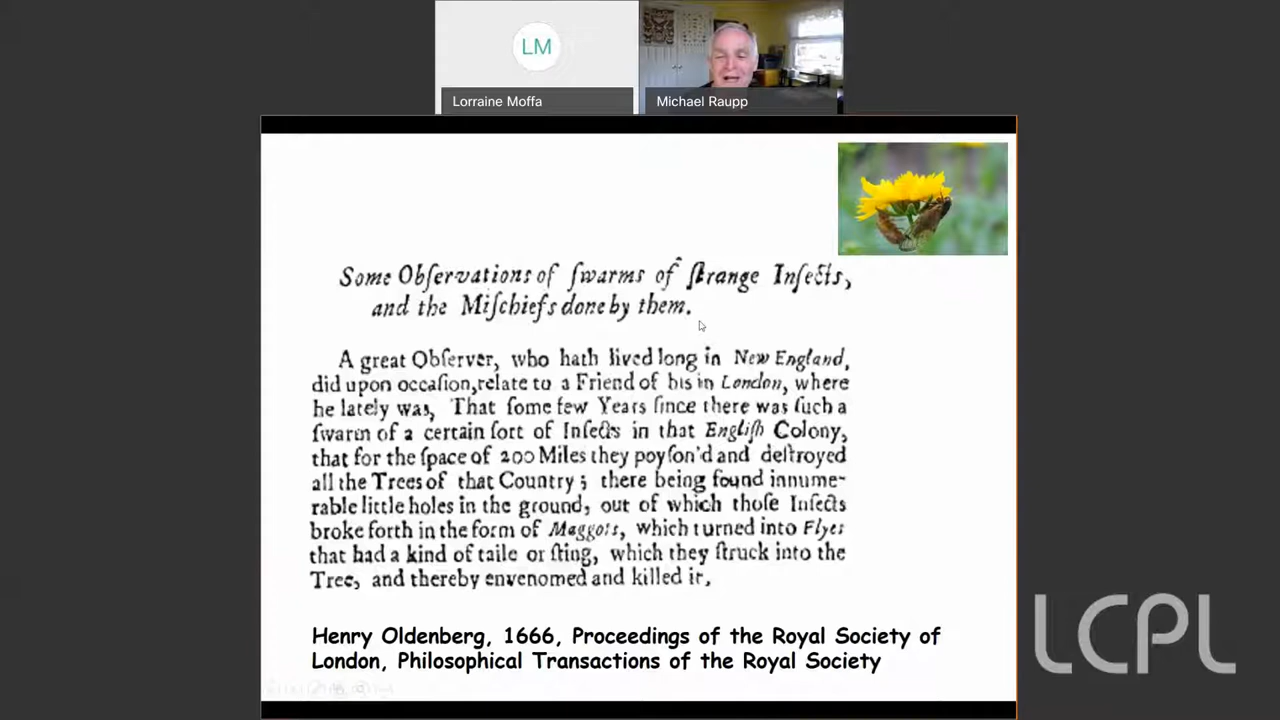 LM
Lorraine Moffa
Michael Raupp
Some Obſervations of ſwarms of ſtrange Inſects,
and the Miſchiefs done by them.
A great Obſerver, who hath lived long in New England,
did upon occaſion, relate to a Friend of his in London, where
he lately was, That ſome few Years ſince there was ſuch a
ſwarm of a certain ſort of Inſects in that Engliſh Colony,
that for the ſpace of 200 Miles they poyſon'd and deſtroyed
all the Trees of that Country; there being found innume-
rable little holes in the ground, out of which thoſe Inſects
broke forth in the form of Maggots, which turned into Flyes
that had a kind of taile or ſting, which they ſtruck into the
Tree, and thereby envenomed and killed it,
Henry Oldenberg, 1666, Proceedings of the Royal Society of
London, Philosophical Transactions of the Royal Society
LCPL